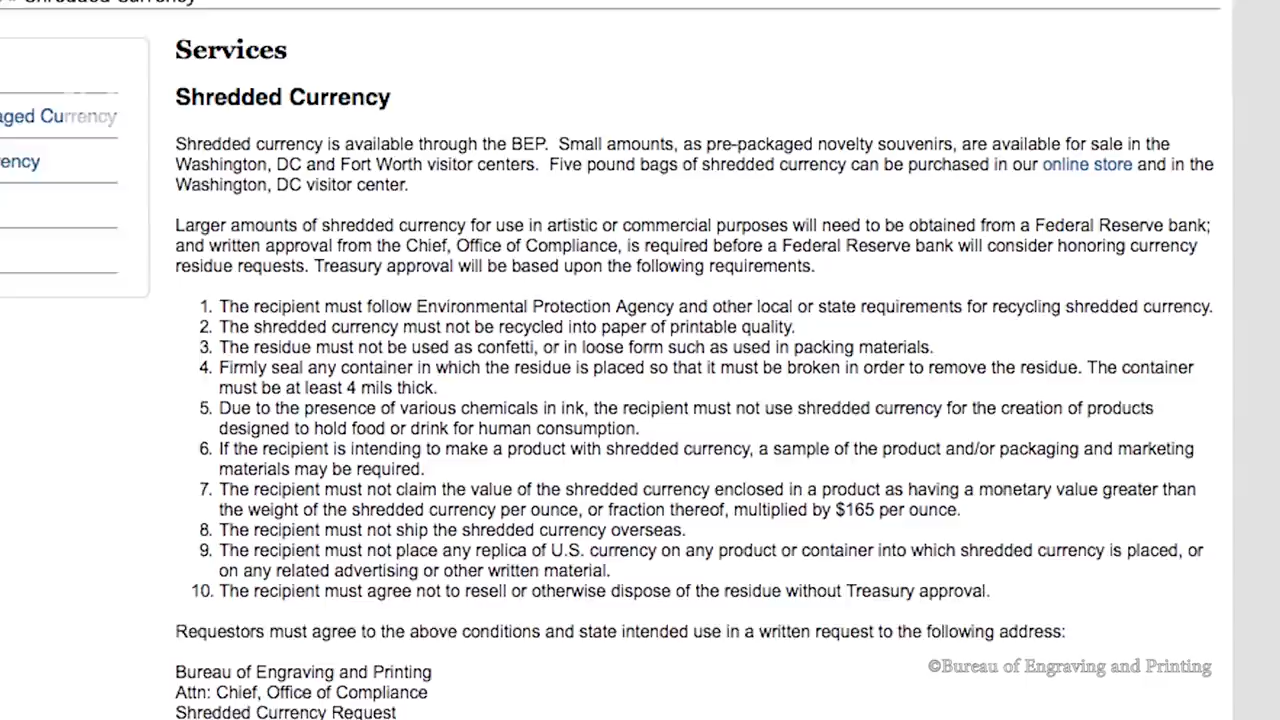 Shredded Currency
Services
aged Currency
ency
Shredded Currency
Shredded currency is available through the BEP.  Small amounts, as pre-packaged novelty souvenirs, are available for sale in the
Washington, DC and Fort Worth visitor centers.  Five pound bags of shredded currency can be purchased in our online store and in the
Washington, DC visitor center.
Larger amounts of shredded currency for use in artistic or commercial purposes will need to be obtained from a Federal Reserve bank;
and written approval from the Chief, Office of Compliance, is required before a Federal Reserve bank will consider honoring currency
residue requests. Treasury approval will be based upon the following requirements.
1. The recipient must follow Environmental Protection Agency and other local or state requirements for recycling shredded currency.
2. The shredded currency must not be recycled into paper of printable quality.
3. The residue must not be used as confetti, or in loose form such as used in packing materials.
4. Firmly seal any container in which the residue is placed so that it must be broken in order to remove the residue. The container
must be at least 4 mils thick.
5. Due to the presence of various chemicals in ink, the recipient must not use shredded currency for the creation of products
designed to hold food or drink for human consumption.
6. If the recipient is intending to make a product with shredded currency, a sample of the product and/or packaging and marketing
materials may be required.
7. The recipient must not claim the value of the shredded currency enclosed in a product as having a monetary value greater than
the weight of the shredded currency per ounce, or fraction thereof, multiplied by $165 per ounce.
8. The recipient must not ship the shredded currency overseas.
9. The recipient must not place any replica of U.S. currency on any product or container into which shredded currency is placed, or
on any related advertising or other written material.
10. The recipient must agree not to resell or otherwise dispose of the residue without Treasury approval.
Requestors must agree to the above conditions and state intended use in a written request to the following address:
Bureau of Engraving and Printing
Attn: Chief, Office of Compliance
Shredded Currency Request
©Bureau of Engraving and Printing